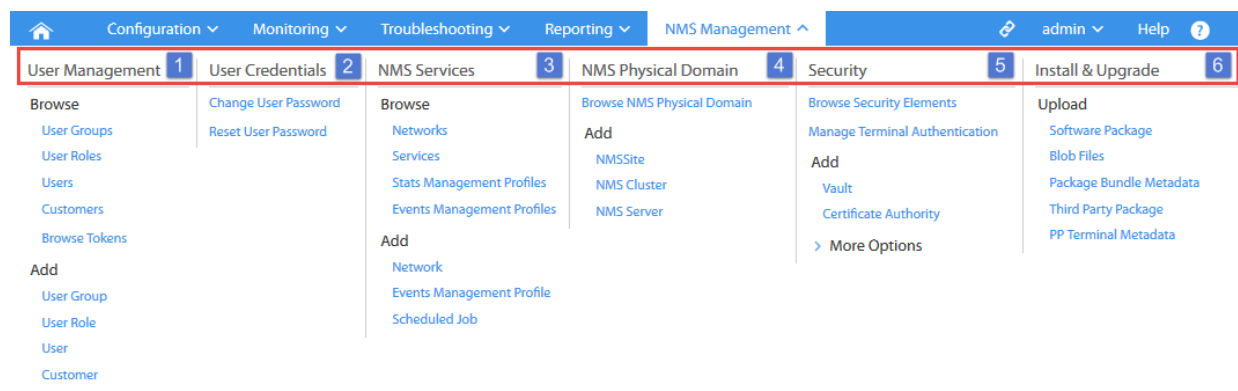 Configuration Monitoring Troubleshooting Reporting NMS Management admin Help ?
User Management 1 User Credentials 2 NMS Services 3 NMS Physical Domain 4 Security 5 Install & Upgrade 6
Browse
User Groups
User Roles
Users
Customers
Browse Tokens
Add
User Group
User Role
User
Customer
Change User Password
Reset User Password
Browse
Networks
Services
Stats Management Profiles
Events Management Profiles
Add
Network
Events Management Profile
Scheduled Job
Browse NMS Physical Domain
Add
NMSSite
NMS Cluster
NMS Server
Browse Security Elements
Manage Terminal Authentication
Add
Vault
Certificate Authority
> More Options
Upload
Software Package
Blob Files
Package Bundle Metadata
Third Party Package
PP Terminal Metadata